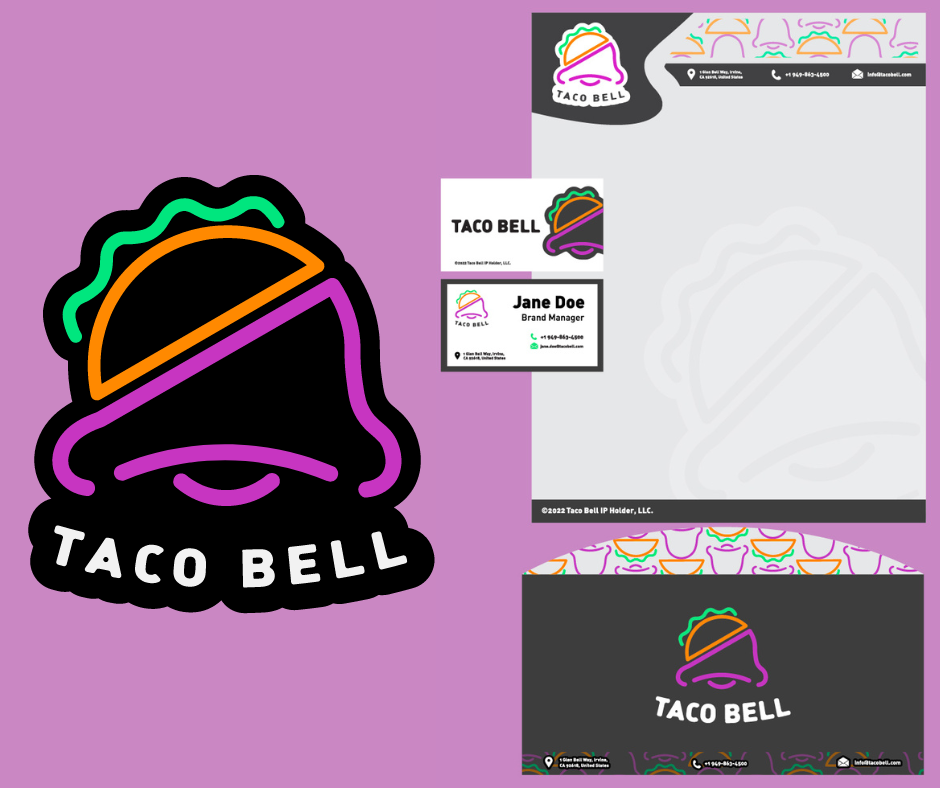 TACO BELL
TACO BELL
1 Glen Bell Way, Irvine,
CA 92618, United States
+1 949-863-4500
info@tacobell.com
TACO BELL
©2022 Taco Bell IP Holder, LLC.
Jane Doe
Brand Manager
TACO BELL
+1 949-863-4500
jane.doe@tacobell.com
1 Glen Bell Way, Irvine,
CA 92618, United States
©2022 Taco Bell IP Holder, LLC.
TACO BELL
1 Glen Bell Way, Irvine,
CA 92618, United States
+1 949-863-4500
info@tacobell.com